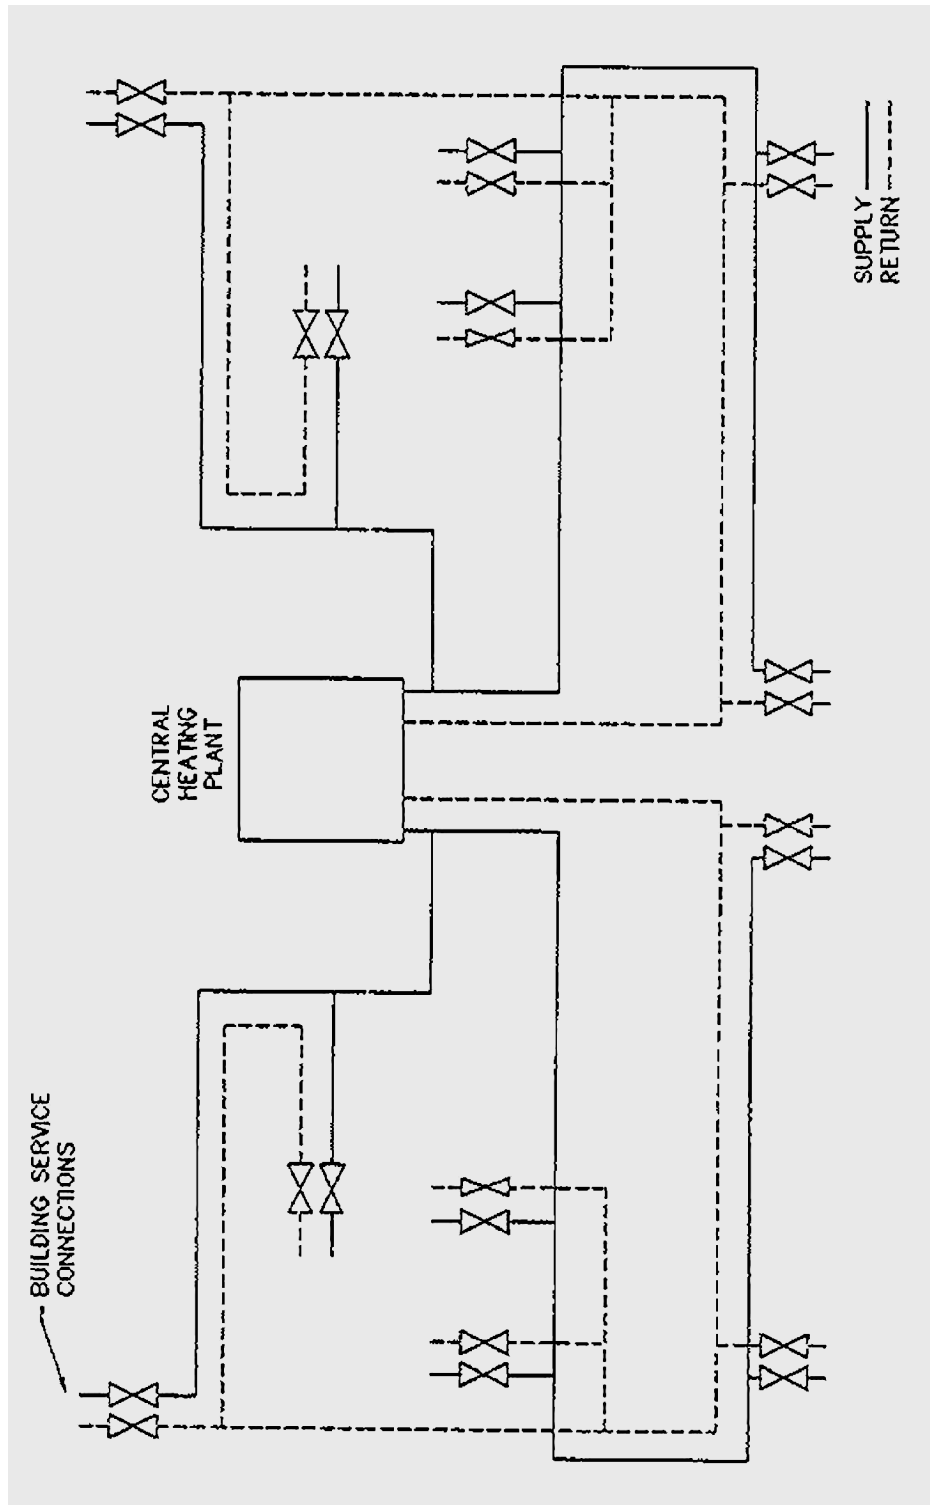 BUILDING SERVICE
CONNECTIONS
CENTRAL
HEATING
PLANT
SUPPLY
RETURN